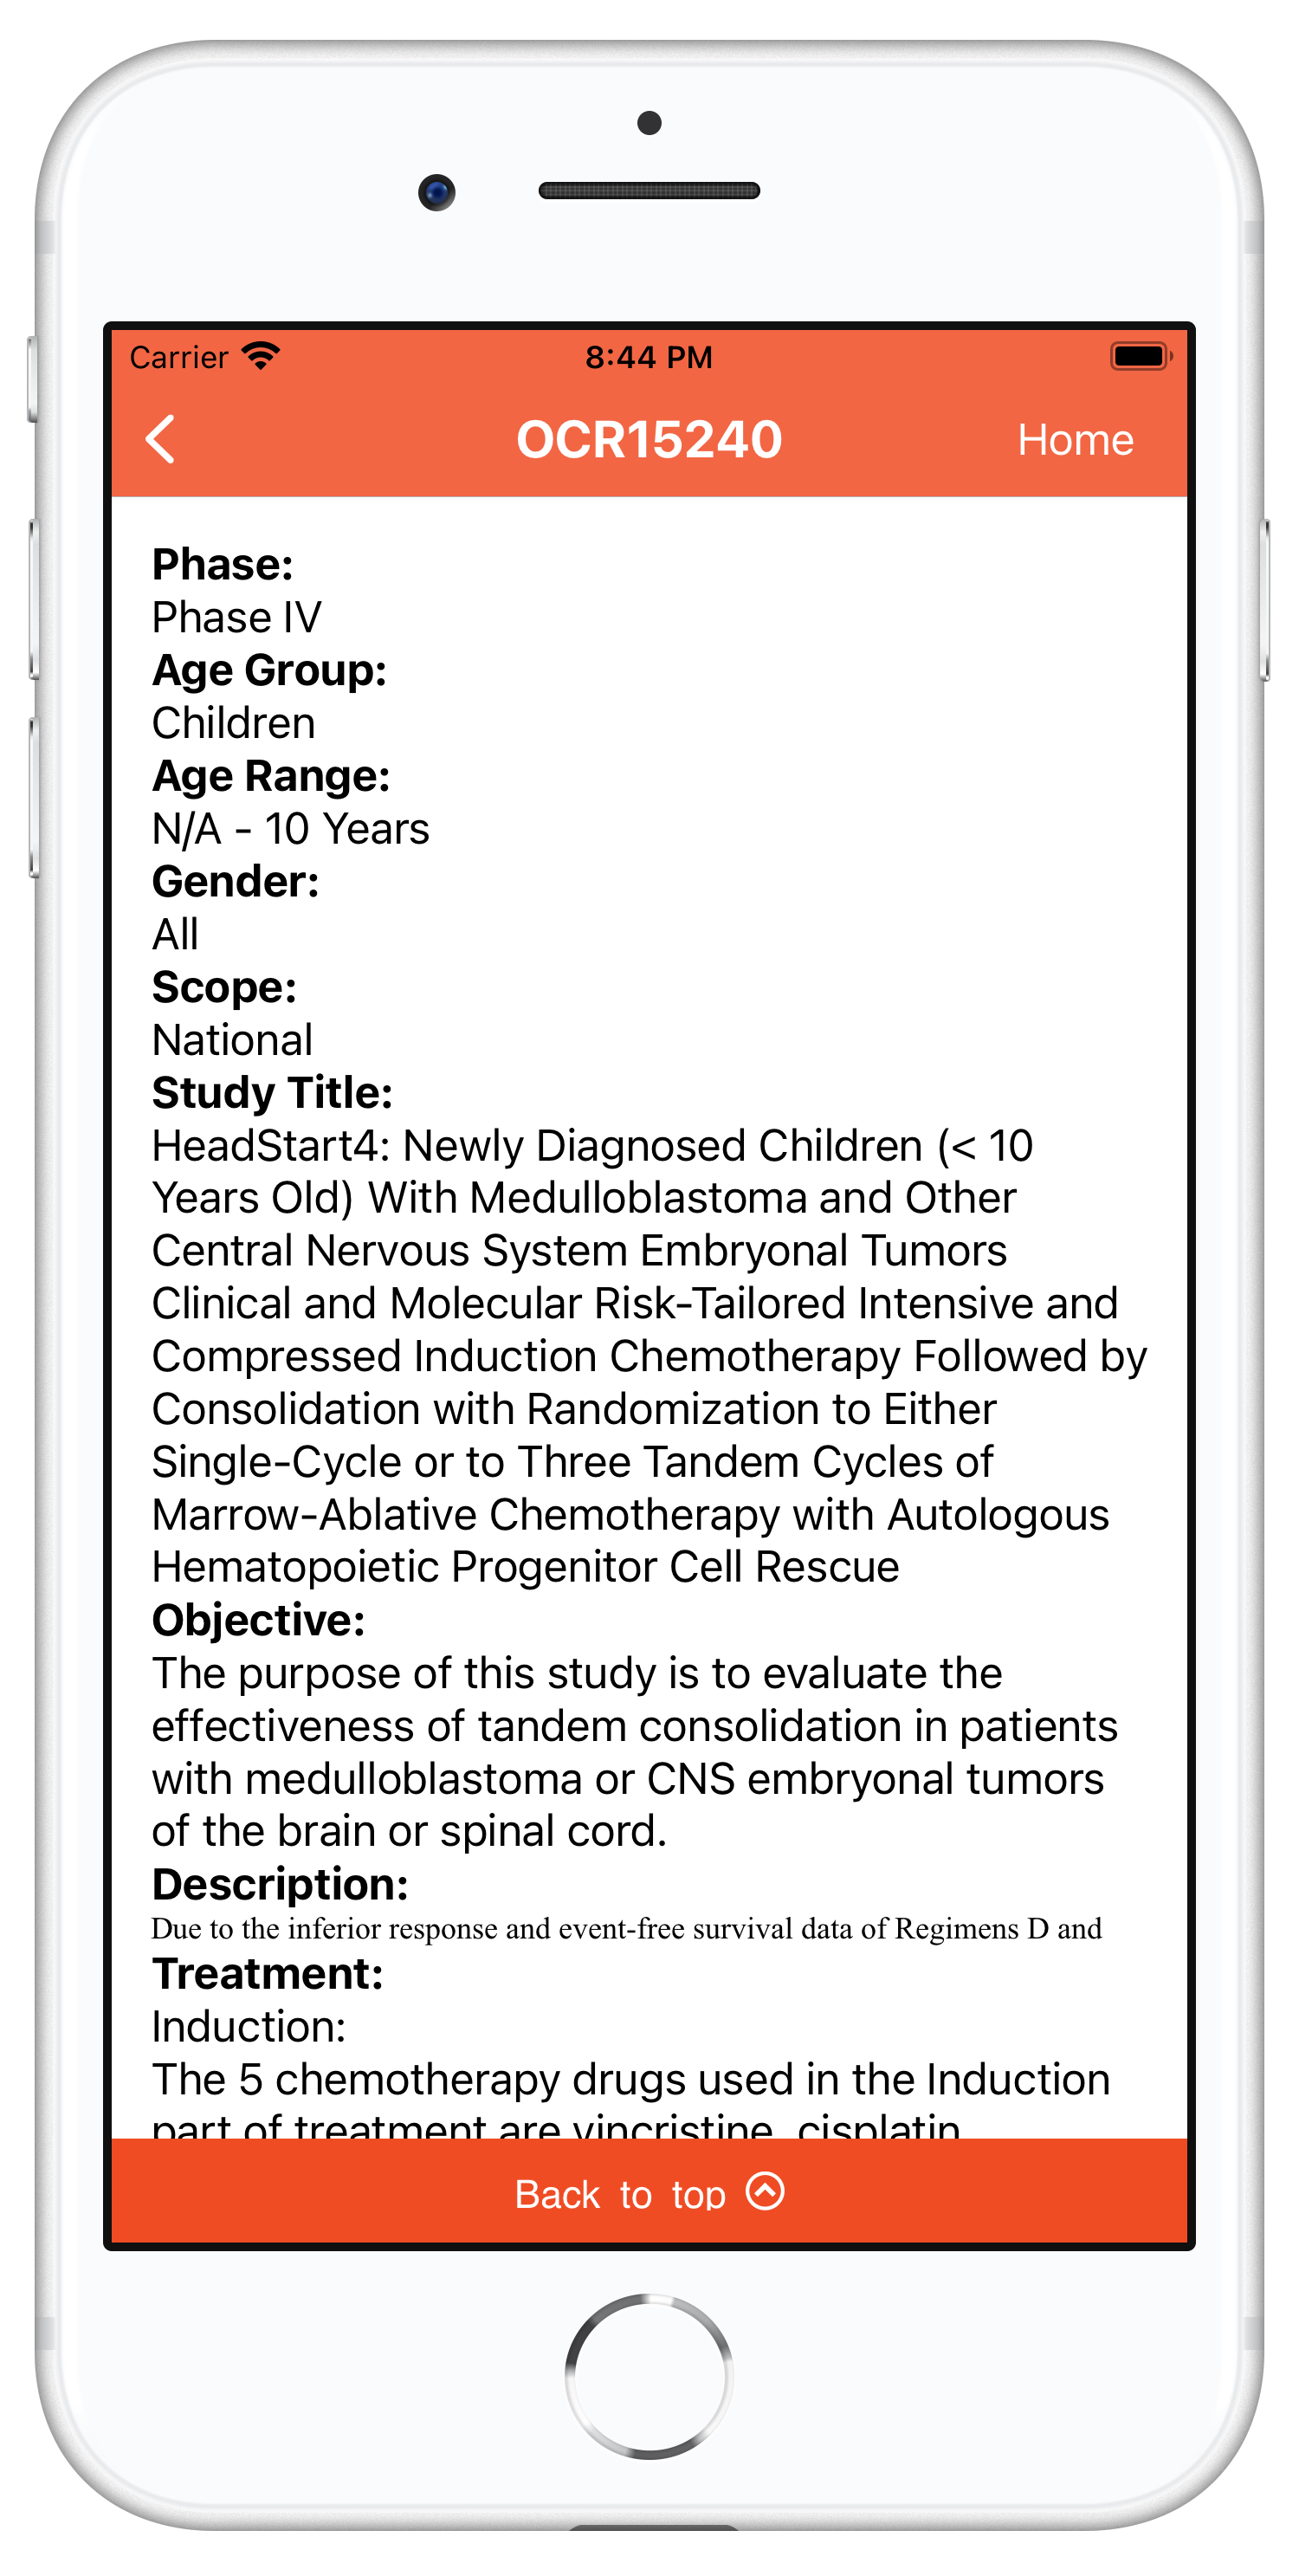 Carrier 8:44 PM
OCR15240 Home
Phase:
Phase IV
Age Group:
Children
Age Range:
N/A - 10 Years
Gender:
All
Scope:
National
Study Title:
HeadStart4: Newly Diagnosed Children (< 10
Years Old) With Medulloblastoma and Other
Central Nervous System Embryonal Tumors
Clinical and Molecular Risk-Tailored Intensive and
Compressed Induction Chemotherapy Followed by
Consolidation with Randomization to Either
Single-Cycle or to Three Tandem Cycles of
Marrow-Ablative Chemotherapy with Autologous
Hematopoietic Progenitor Cell Rescue
Objective:
The purpose of this study is to evaluate the
effectiveness of tandem consolidation in patients
with medulloblastoma or CNS embryonal tumors
of the brain or spinal cord.
Description:
Due to the inferior response and event-free survival data of Regimens D and
Treatment:
Induction:
The 5 chemotherapy drugs used in the Induction
part of treatment are vincristine, cisplatin
Back to top